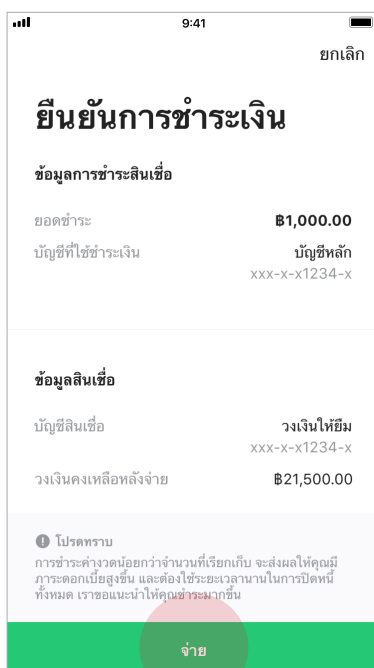 9:41
ยกเลิก
ยืนยันการชำระเงิน
ข้อมูลการชำระสินเชื่อ
ยอดชำระ ฿1,000.00
บัญชีที่ใช้ชำระเงิน บัญชีหลัก
xxx-x-x1234-x
ข้อมูลสินเชื่อ
บัญชีสินเชื่อ วงเงินให้ยืม
xxx-x-x1234-x
วงเงินคงเหลือหลังจ่าย ฿21,500.00
โปรดทราบ
การชำระค่างวดน้อยกว่าจำนวนที่เรียกเก็บ จะส่งผลให้คุณมี
ภาระดอกเบี้ยสูงขึ้น และต้องใช้ระยะเวลานานในการปิดหนี้
ทั้งหมด เราขอแนะนำให้คุณชำระมากขึ้น
จ่าย